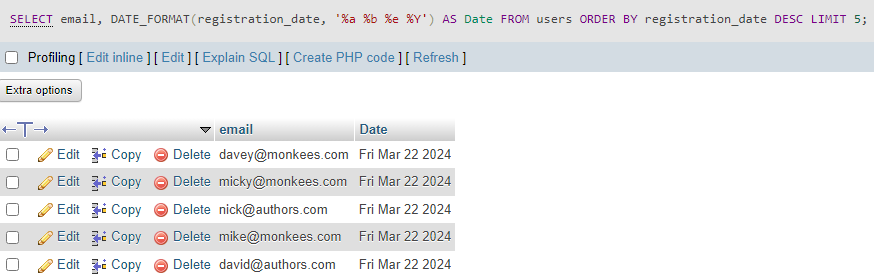 SELECT email, DATE_FORMAT(registration_date, '%a %b %e %Y') AS Date FROM users ORDER BY registration_date DESC LIMIT 5;
Profiling [ Edit inline ] [ Edit ] [ Explain SQL ] [ Create PHP code ] [ Refresh ]
Extra options
email Date
Edit Copy Delete davey@monkees.com Fri Mar 22 2024
Edit Copy Delete micky@monkees.com Fri Mar 22 2024
Edit Copy Delete nick@authors.com Fri Mar 22 2024
Edit Copy Delete mike@monkees.com Fri Mar 22 2024
Edit Copy Delete david@authors.com Fri Mar 22 2024